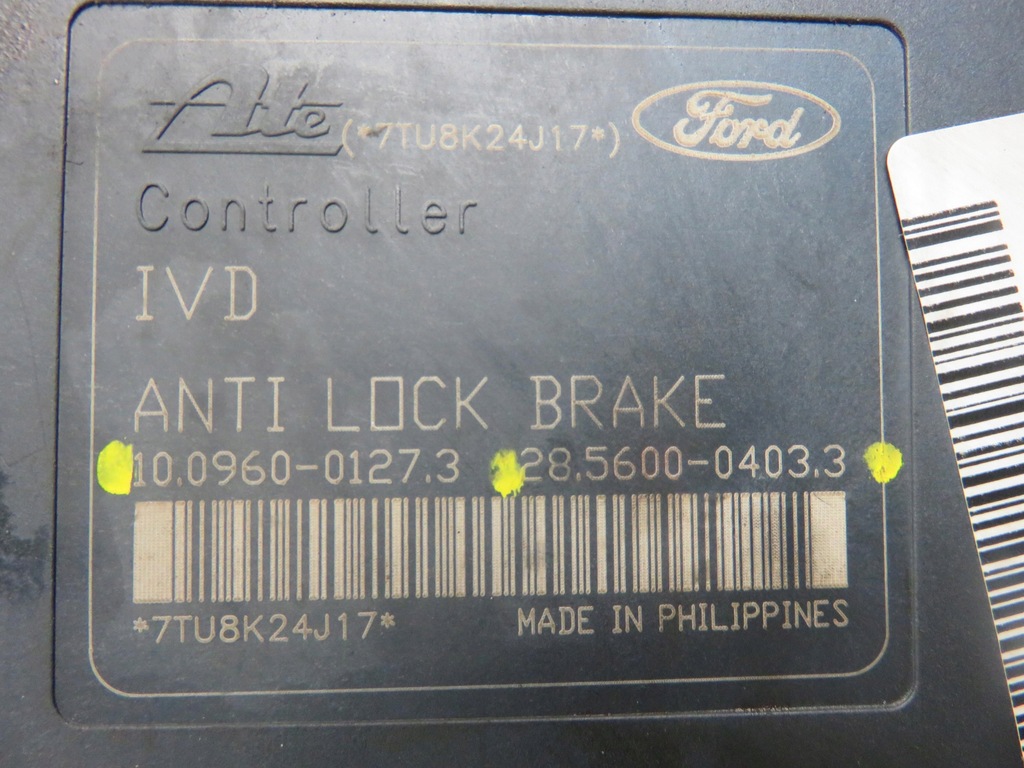 Ate (*7TU8K24J17*) Ford
Controller
IVD
ANTI LOCK BRAKE
10.0960-0127.3 28.5600-0403.3
*7TU8K24J17* MADE IN PHILIPPINES